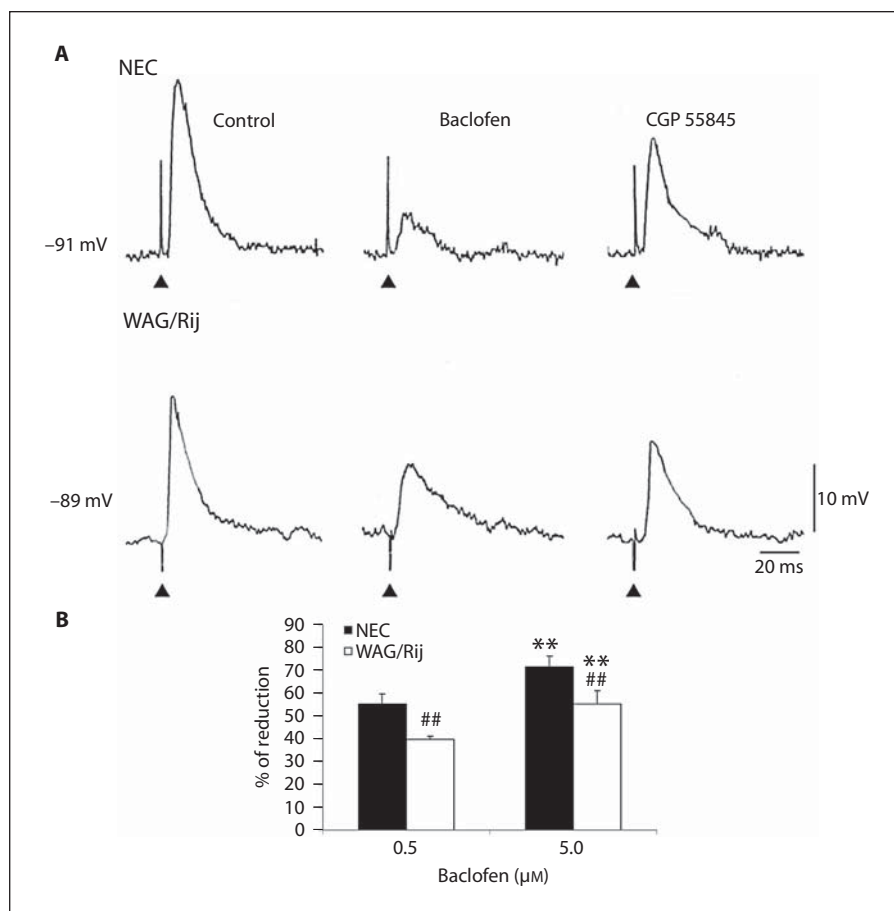 A
NEC
Control
Baclofen
CGP 55845
–91 mV
WAG/Rij
–89 mV
10 mV
20 ms
B
90
80
70
60
50
40
30
20
10
0
% of reduction
NEC
WAG/Rij
##
**
**
##
0.5
5.0
Baclofen (μM)